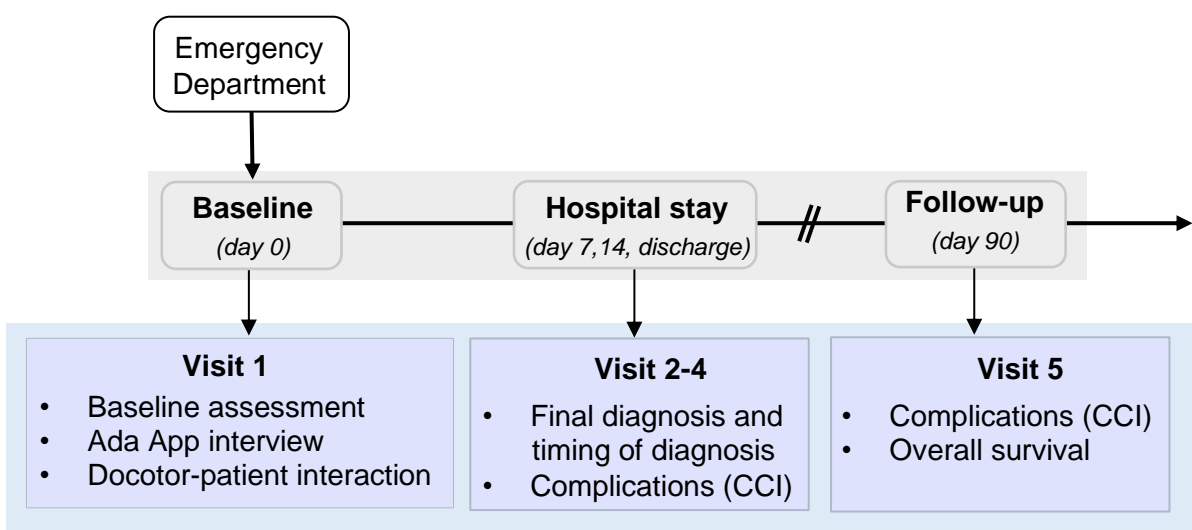 Emergency
Department
Baseline
(day 0)
Hospital stay
(day 7,14, discharge)
Follow-up
(day 90)
Visit 1
• Baseline assessment
• Ada App interview
• Docotor-patient interaction
Visit 2-4
• Final diagnosis and
timing of diagnosis
• Complications (CCI)
Visit 5
• Complications (CCI)
• Overall survival